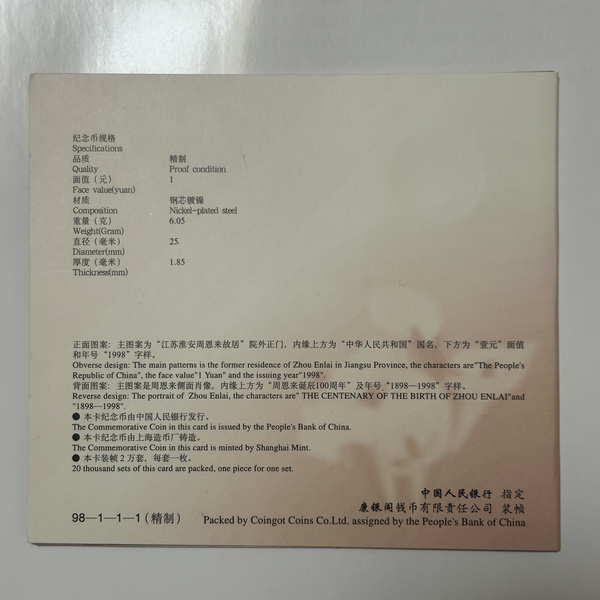 纪念币规格
Specifications
品质 精制
Quality Proof condition
面值（元） 1
Face value(yuan)
材质 钢芯镀镍
Composition Nickel-plated steel
重量（克） 6.05
Weight(Gram)
直径（毫米） 25
Diameter(mm)
厚度（毫米） 1.85
Thickness(mm)
正面图案：主图案为“江苏淮安周恩来故居”院外正门，内缘上方为“中华人民共和国”国名，下方为“壹元”面值
和年号“1998”字样。
Obverse design: The main patterns is the former residence of Zhou Enlai in Jiangsu Province, the characters are"The People's
Republic of China", the face value"1 Yuan" and the issuing year"1998".
背面图案：主图案是周恩来侧面肖像，内缘上方为“周恩来诞辰100周年”及年号“1898—1998”字样。
Reverse design: The portrait of Zhou Enlai, the characters are" THE CENTENARY OF THE BIRTH OF ZHOU ENLAI"and
"1898—1998".
● 本卡纪念币由中国人民银行发行。
The Commemorative Coin in this card is issued by the People's Bank of China.
● 本卡纪念币由上海造币厂铸造。
The Commemorative Coin in this card is minted by Shanghai Mint.
● 本卡装帧2万套，每套一枚。
20 thousand sets of this card are packed, one piece for one set.
中国人民银行 指定
康银阁钱币有限责任公司 装帧
98—1—1—1（精制） Packed by Coingot Coins Co.Ltd. assigned by the People's Bank of China